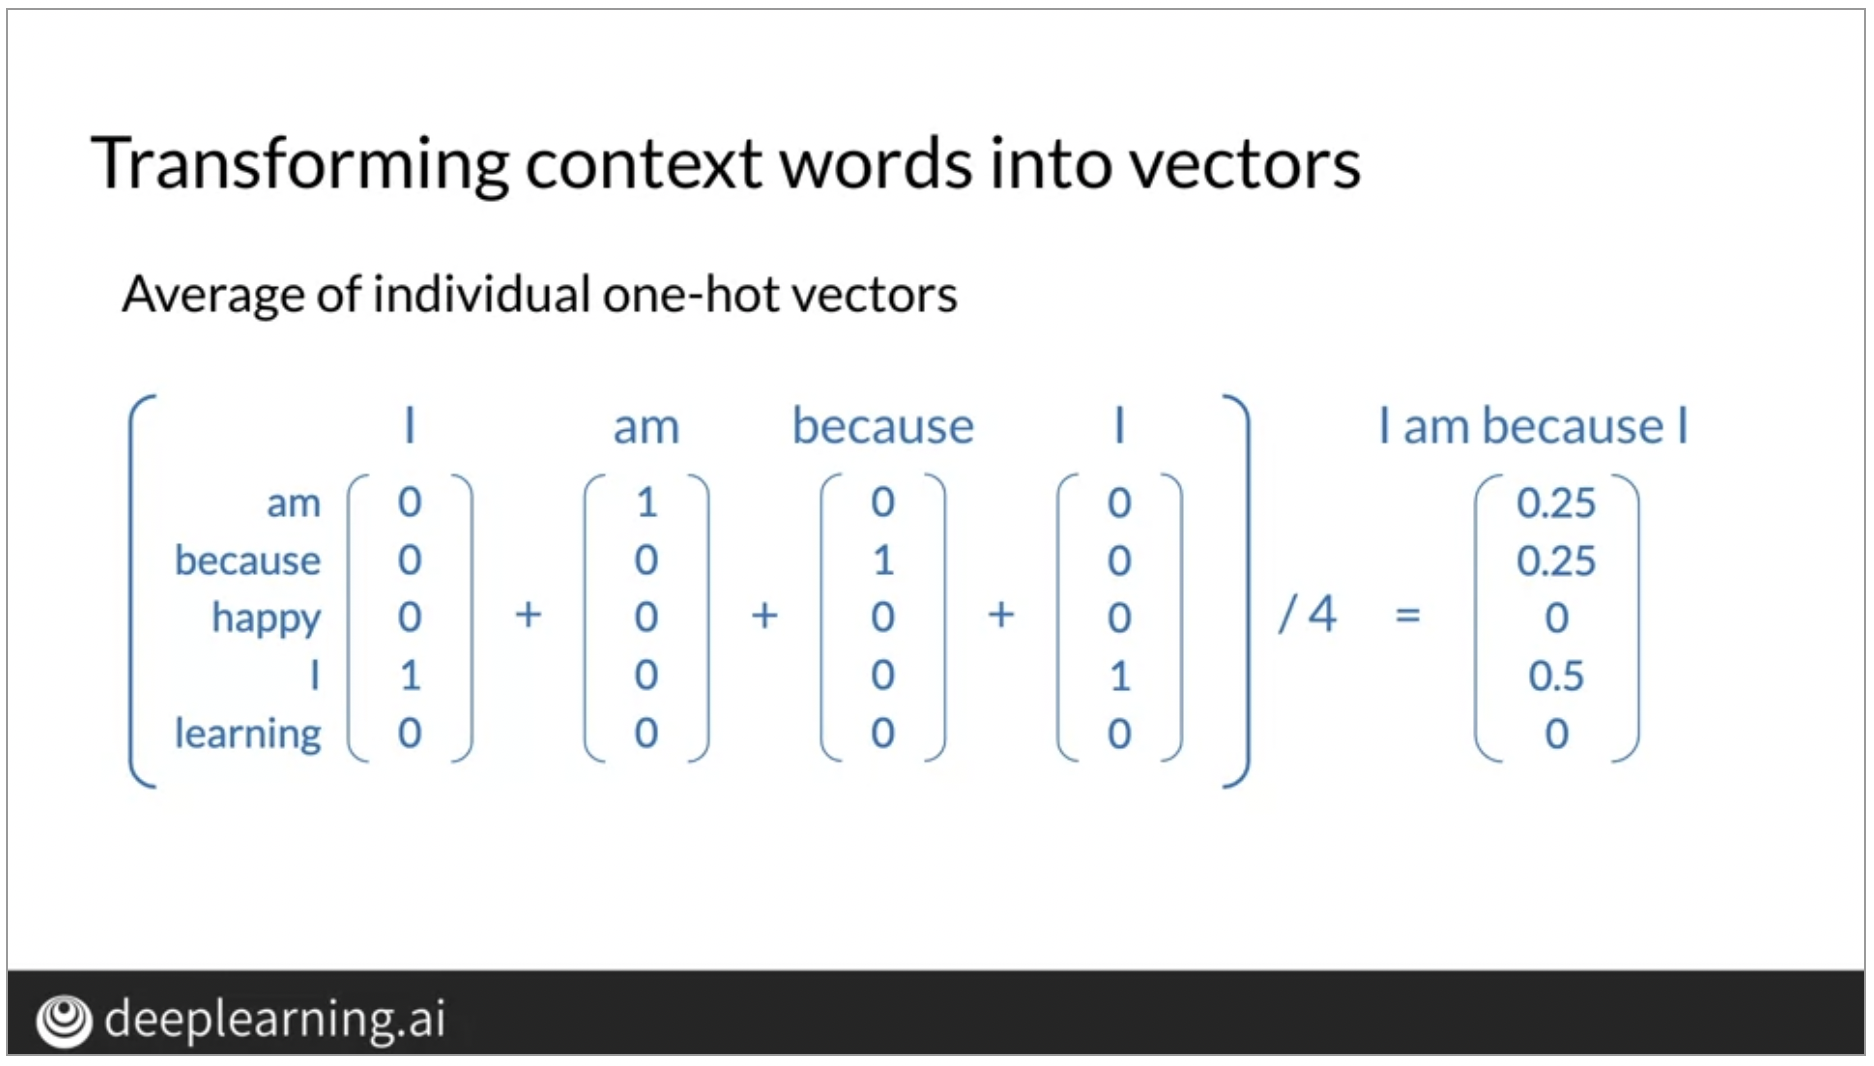 Transforming context words into vectors
Average of individual one-hot vectors
I am because I I am because I
am 0 1 0 0 0.25
because 0 0 1 0 0.25
happy 0 + 0 + 0 + 0 / 4 = 0
I 1 0 0 1 0.5
learning 0 0 0 0 0
deeplearning.ai